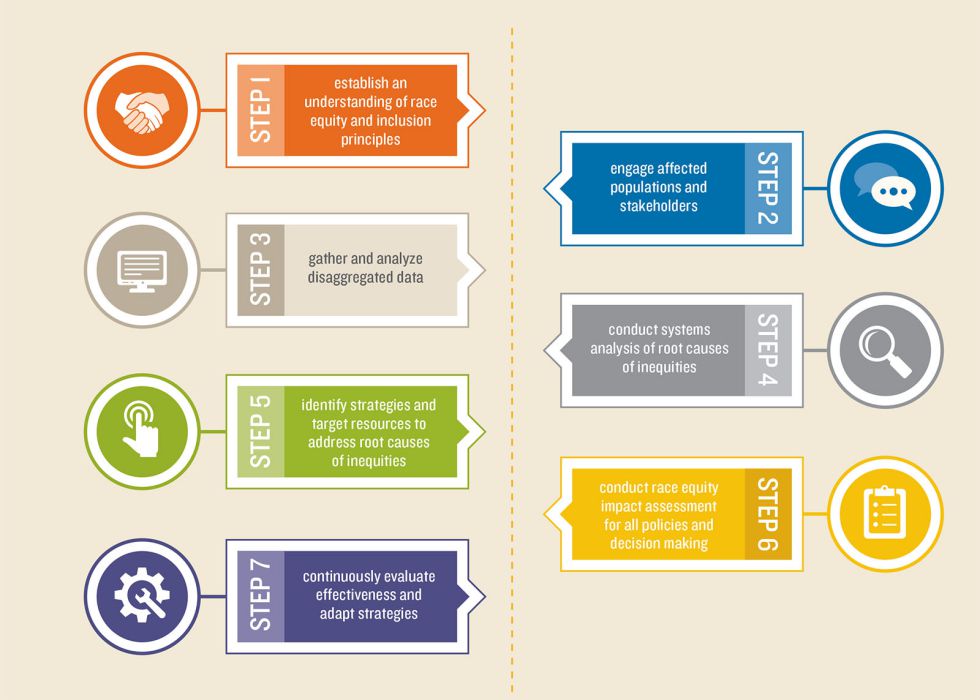 STEP 1
establish an
understanding of race
equity and inclusion
principles
STEP 2
engage affected
populations and
stakeholders
STEP 3
gather and analyze
disaggregated data
STEP 4
conduct systems
analysis of root causes
of inequities
STEP 5
identify strategies and
target resources to
address root causes
of inequities
STEP 6
conduct race equity
impact assessment
for all policies and
decision making
STEP 7
continuously evaluate
effectiveness and
adapt strategies